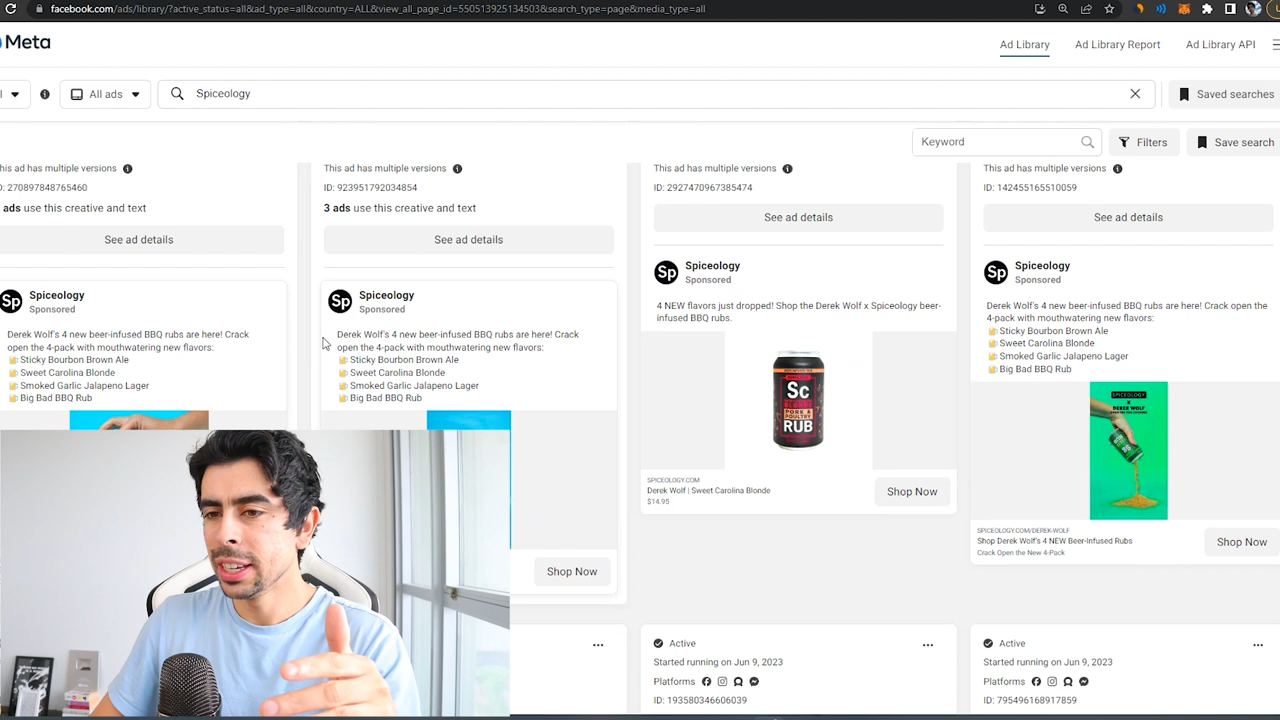 facebook.com/ads/library/?active_status=all&ad_type=all&country=ALL&view_all_page_id=550513925134503&search_type=page&media_type=all
Meta
Ad Library
Ad Library Report
Ad Library API
All ads
Spiceology
Saved searches
Keyword
Filters
Save search
his ad has multiple versions
D: 270897848765460
ads use this creative and text
See ad details
Spiceology
Sponsored
Derek Wolf's 4 new beer-infused BBQ rubs are here! Crack
open the 4-pack with mouthwatering new flavors:
🍺 Sticky Bourbon Brown Ale
🍺 Sweet Carolina Blonde
🍺 Smoked Garlic Jalapeno Lager
🍺 Big Bad BBQ Rub
This ad has multiple versions
ID: 923951792034854
3 ads use this creative and text
See ad details
Sp
Spiceology
Sponsored
Derek Wolf's 4 new beer-infused BBQ rubs are here! Crack
open the 4-pack with mouthwatering new flavors:
🍺 Sticky Bourbon Brown Ale
🍺 Sweet Carolina Blonde
🍺 Smoked Garlic Jalapeno Lager
🍺 Big Bad BBQ Rub
Shop Now
This ad has multiple versions
ID: 2927470967385474
See ad details
Sp
Spiceology
Sponsored
4 NEW flavors just dropped! Shop the Derek Wolf x Spiceology beer-
infused BBQ rubs.
Sc
BLONDE
PORK &
POULTRY
RUB
SPICEOLOGY.COM
Derek Wolf | Sweet Carolina Blonde
$14.95
Shop Now
This ad has multiple versions
ID: 142455165510059
See ad details
Sp
Spiceology
Sponsored
Derek Wolf's 4 new beer-infused BBQ rubs are here! Crack open the
4-pack with mouthwatering new flavors:
🍺 Sticky Bourbon Brown Ale
🍺 Sweet Carolina Blonde
🍺 Smoked Garlic Jalapeno Lager
🍺 Big Bad BBQ Rub
SPICEOLOGY
X
DEREK WOLF
SPICEOLOGY.COM/DEREK-WOLF
Shop Derek Wolf's 4 NEW Beer-Infused Rubs
Crack Open the New 4-Pack
Shop Now
Active
Started running on Jun 9, 2023
Platforms
ID: 193580346606039
Active
Started running on Jun 9, 2023
Platforms
ID: 795496168917859